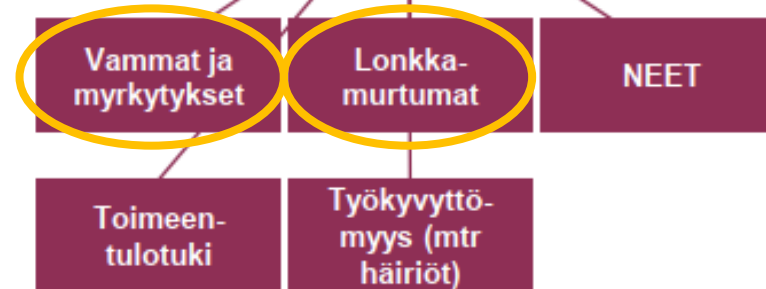 Vammat ja
myrkytykset
Lonkka-
murtumat
NEET
Toimeen-
tulotuki
Työkyvyttö-
myys (mtr
häiriöt)